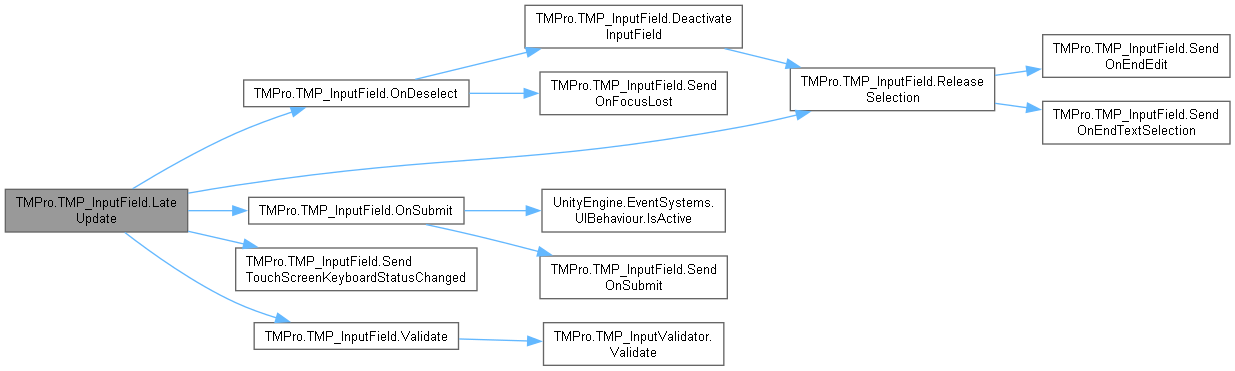 TMPro.TMP_InputField.Late
Update
TMPro.TMP_InputField.OnDeselect
TMPro.TMP_InputField.Deactivate
InputField
TMPro.TMP_InputField.Send
OnFocusLost
TMPro.TMP_InputField.Release
Selection
TMPro.TMP_InputField.Send
OnEndEdit
TMPro.TMP_InputField.Send
OnEndTextSelection
TMPro.TMP_InputField.OnSubmit
UnityEngine.EventSystems.
UIBehaviour.IsActive
TMPro.TMP_InputField.Send
OnSubmit
TMPro.TMP_InputField.Send
TouchScreenKeyboardStatusChanged
TMPro.TMP_InputField.Validate
TMPro.TMP_InputValidator.
Validate